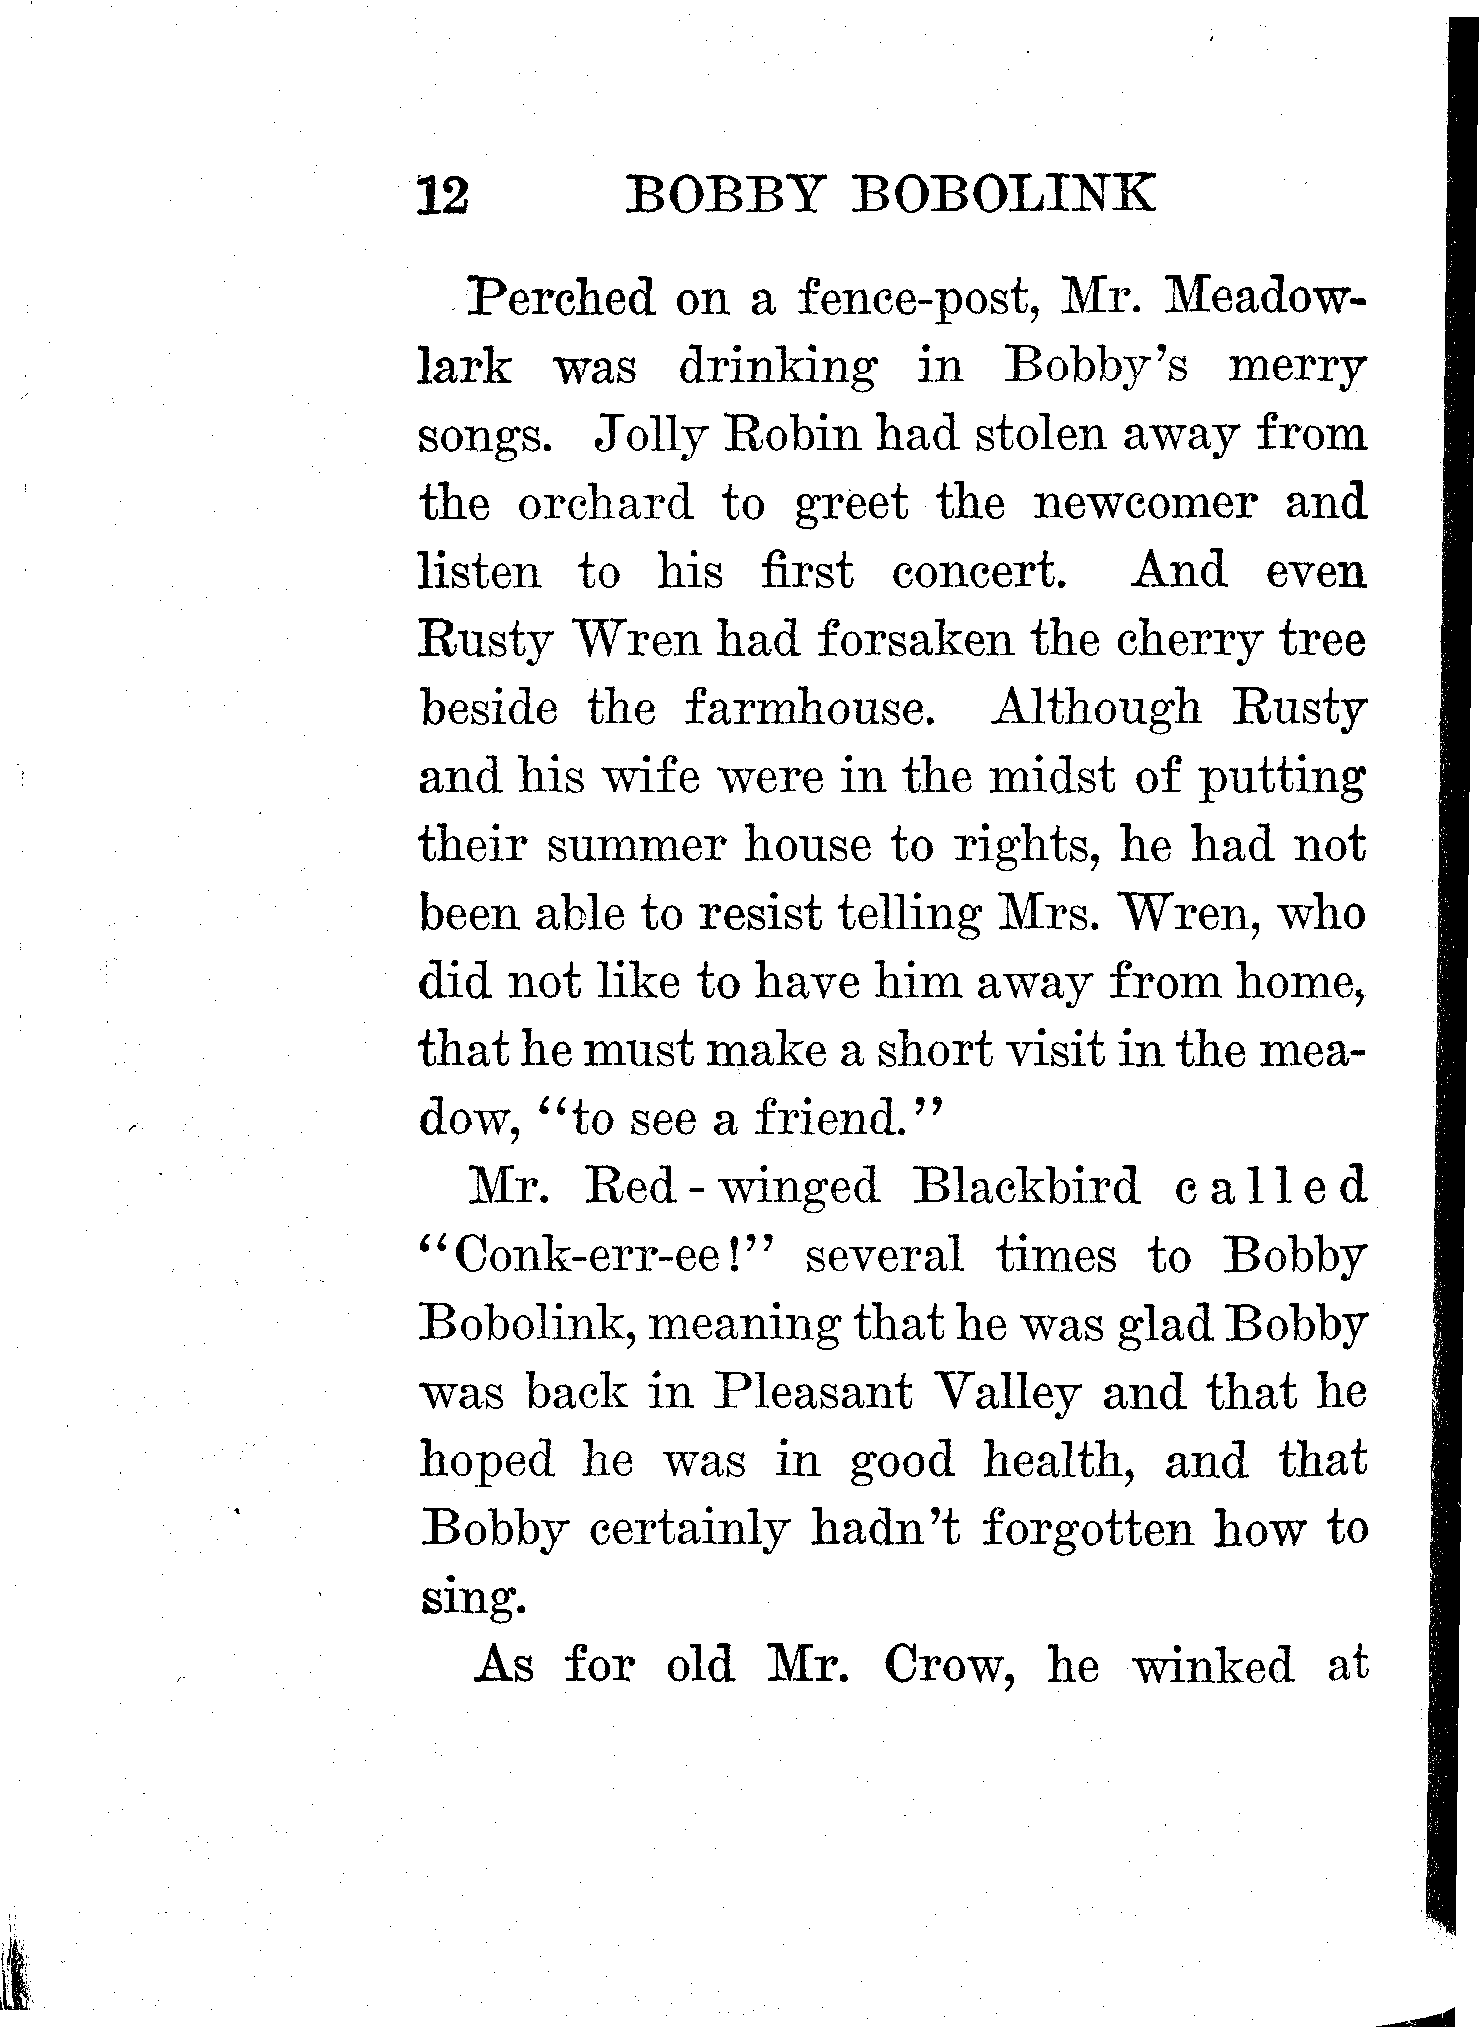 12 BOBBY BOBOLINK
Perched on a fence-post, Mr. Meadow-
lark was drinking in Bobby's merry
songs. Jolly Robin had stolen away from
the orchard to greet the newcomer and
listen to his first concert. And even
Rusty Wren had forsaken the cherry tree
beside the farmhouse. Although Rusty
and his wife were in the midst of putting
their summer house to rights, he had not
been able to resist telling Mrs. Wren, who
did not like to have him away from home,
that he must make a short visit in the mea-
dow, "to see a friend."
Mr. Red-winged Blackbird called
"Conk-err-ee!" several times to Bobby
Bobolink, meaning that he was glad Bobby
was back in Pleasant Valley and that he
hoped he was in good health, and that
Bobby certainly hadn't forgotten how to
sing.
As for old Mr. Crow, he winked at